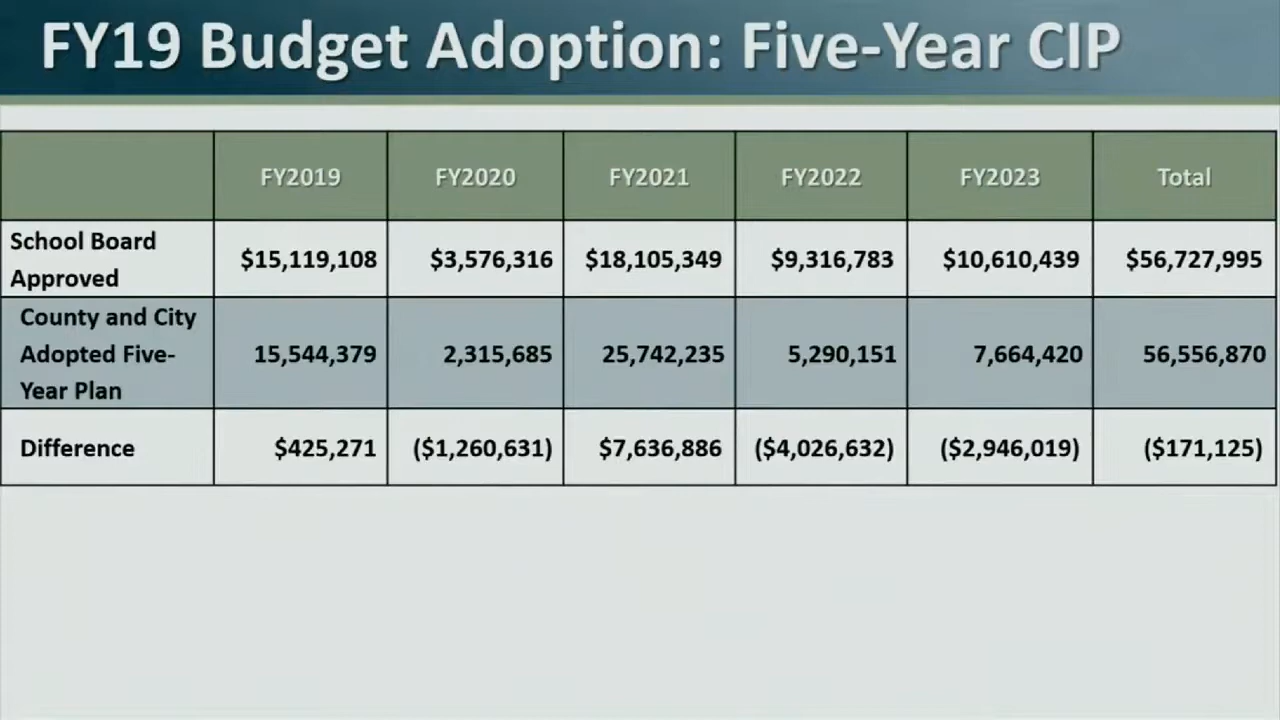 FY19 Budget Adoption: Five-Year CIP
FY2019 FY2020 FY2021 FY2022 FY2023 Total
School Board
Approved
$15,119,108 $3,576,316 $18,105,349 $9,316,783 $10,610,439 $56,727,995
County and City
Adopted Five-
Year Plan
15,544,379 2,315,685 25,742,235 5,290,151 7,664,420 56,556,870
Difference $425,271 ($1,260,631) $7,636,886 ($4,026,632) ($2,946,019) ($171,125)